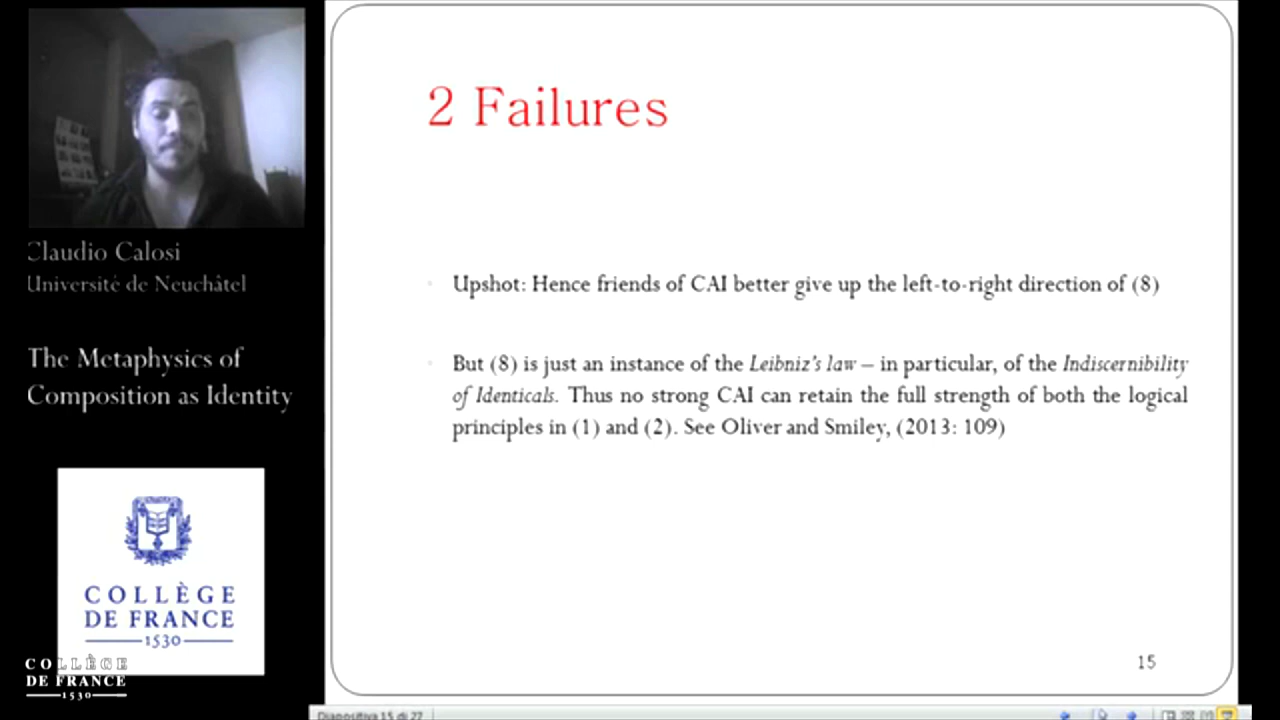 2 Failures
Upshot: Hence friends of CAI better give up the left-to-right direction of (8)
But (8) is just an instance of the Leibniz's law – in particular, of the Indiscernibility
of Identicals. Thus no strong CAI can retain the full strength of both the logical
principles in (1) and (2). See Oliver and Smiley, (2013: 109)
15
Claudio Calosi
Université de Neuchâtel
The Metaphysics of
Composition as Identity
COLLÈGE
DE FRANCE
1530
COLLÈGE
DE FRANCE
1530
Diapositiva 15 di 22